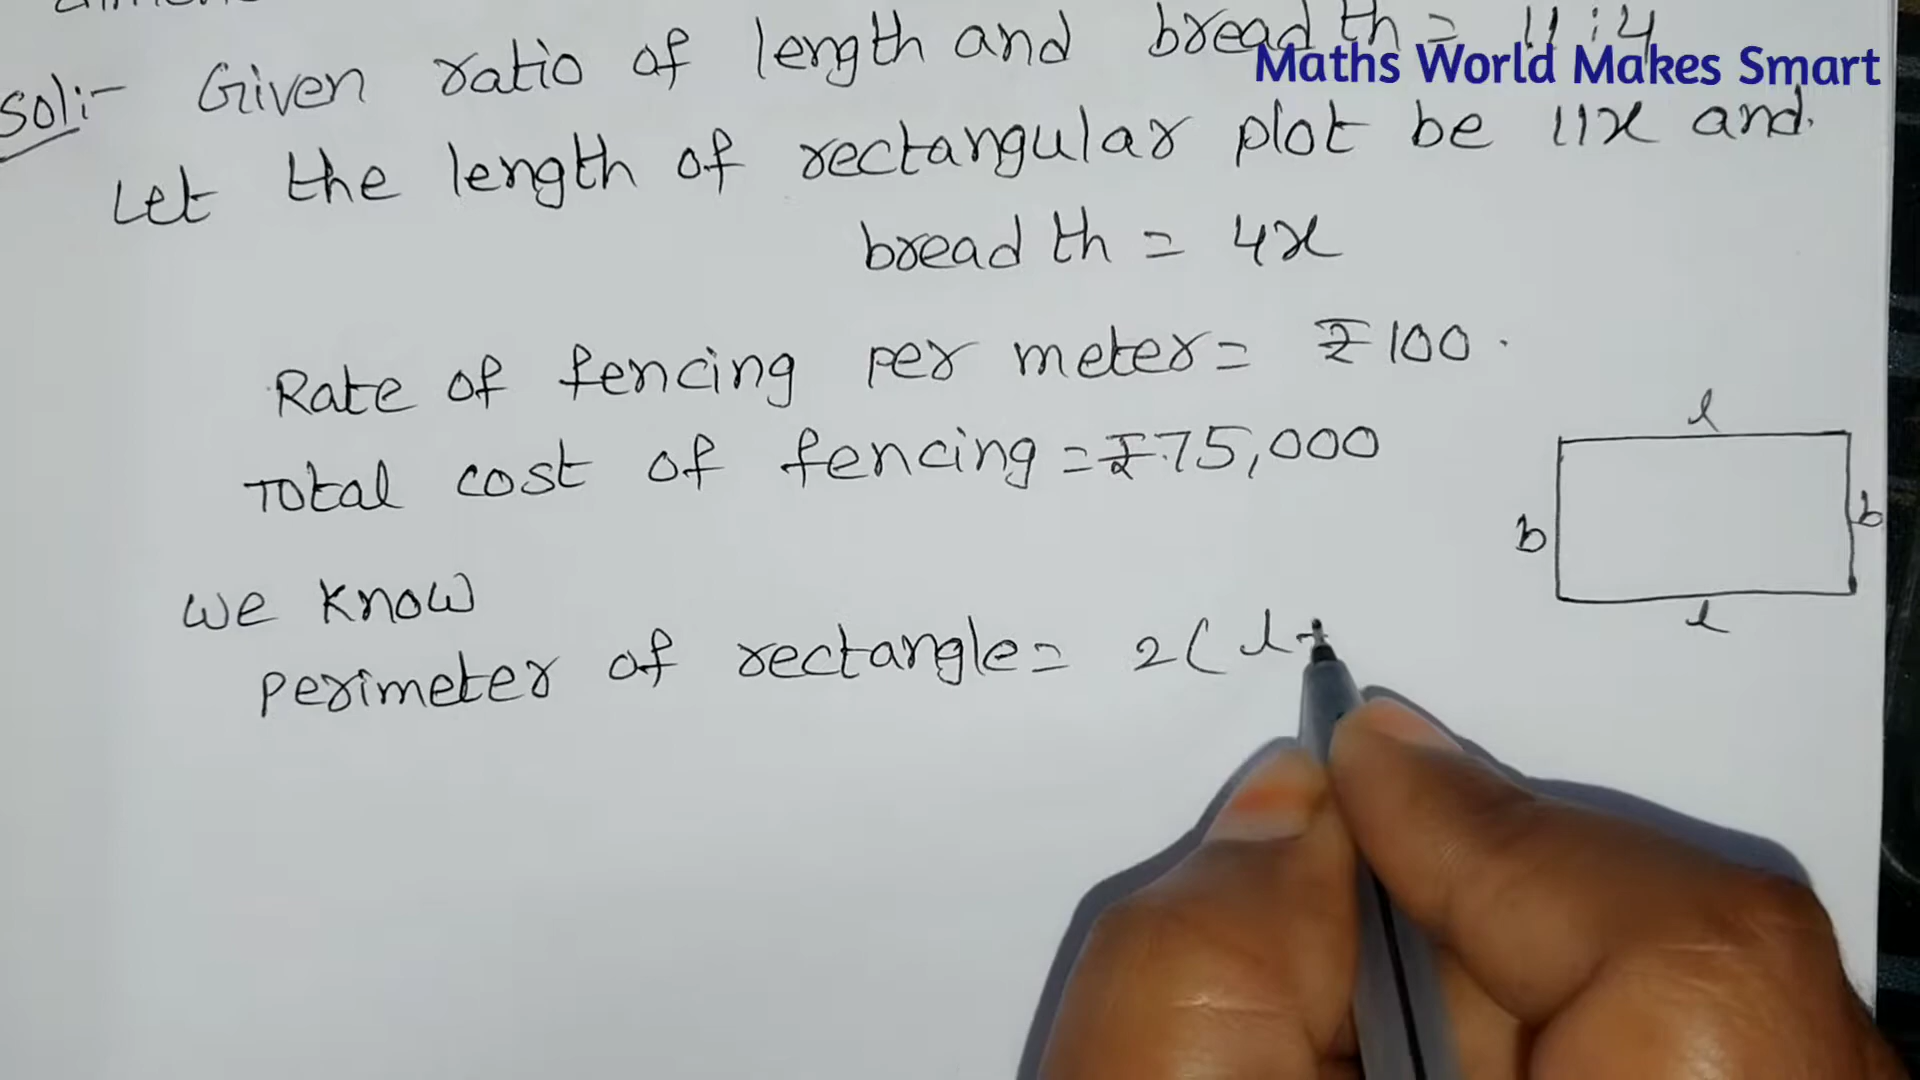 Sol:- Given ratio of length and breadth = 11:4
Maths World Makes Smart
Let the length of rectangular plot be 11x and.
breadth = 4x
Rate of fencing per meter = ₹100.
Total cost of fencing = ₹75,000
l
b
b
l
we know
perimeter of rectangle = 2(l+